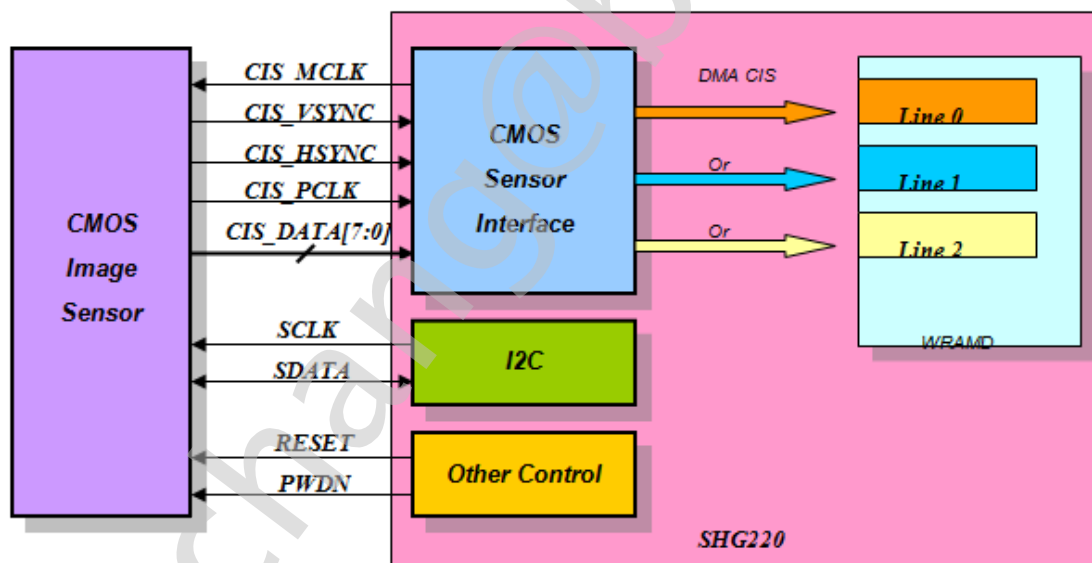 CMOS
Image
Sensor
CIS_MCLK
CIS_VSYNC
CIS_HSYNC
CIS_PCLK
CIS_DATA[7:0]
SCLK
SDATA
RESET
PWDN
CMOS
Sensor
Interface
I2C
Other Control
DMA CIS
Or
Or
Line 0
Line 1
Line 2
WRAMD
SHG220